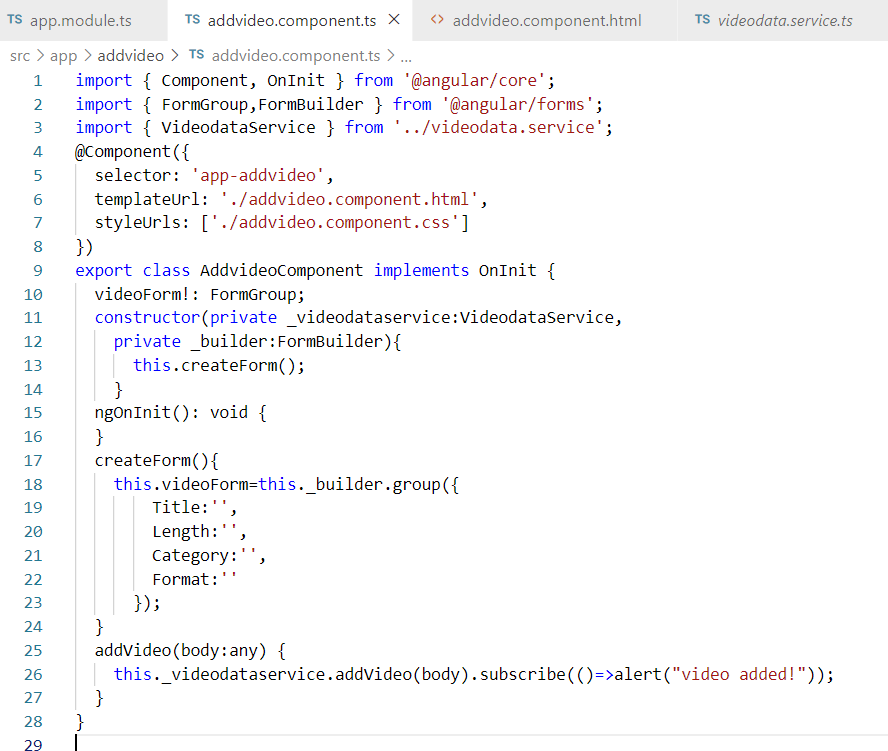 TS app.module.ts TS addvideo.component.ts × <> addvideo.component.html TS videodata.service.ts
src > app > addvideo > TS addvideo.component.ts > ...
1 import { Component, OnInit } from '@angular/core';
2 import { FormGroup,FormBuilder } from '@angular/forms';
3 import { VideodataService } from '../videodata.service';
4 @Component({
5   selector: 'app-addvideo',
6   templateUrl: './addvideo.component.html',
7   styleUrls: ['./addvideo.component.css']
8 })
9 export class AddvideoComponent implements OnInit {
10   videoForm!: FormGroup;
11   constructor(private _videodataservice:VideodataService,
12     private _builder:FormBuilder){
13       this.createForm();
14     }
15   ngOnInit(): void {
16   }
17   createForm(){
18     this.videoForm=this._builder.group({
19         Title:'',
20         Length:'',
21         Category:'',
22         Format:''
23       });
24   }
25   addVideo(body:any) {
26     this._videodataservice.addVideo(body).subscribe(()=>alert("video added!"));
27   }
28 }
29